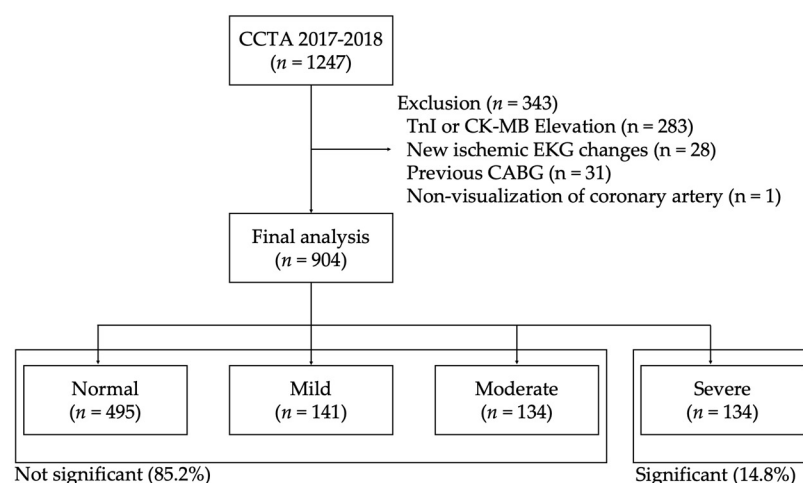 CCTA 2017-2018
(n = 1247)
Exclusion (n = 343)
TnI or CK-MB Elevation (n = 283)
New ischemic EKG changes (n = 28)
Previous CABG (n = 31)
Non-visualization of coronary artery (n = 1)
Final analysis
(n = 904)
Normal
(n = 495)
Mild
(n = 141)
Moderate
(n = 134)
Severe
(n = 134)
Not significant (85.2%)
Significant (14.8%)